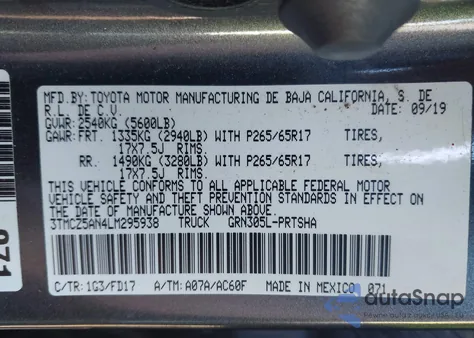 MFD.BY: TOYOTA MOTOR MANUFACTURING DE BAJA CALIFORNIA, S. DE
R.L. DE C.V. DATE: 09/19
GVWR: 2540KG (5600LB)
GAWR: FRT. 1335KG (2940LB) WITH P265/65R17 TIRES,
17X7.5J RIMS.
RR. 1490KG (3280LB) WITH P265/65R17 TIRES,
17X7.5J RIMS.
THIS VEHICLE CONFORMS TO ALL APPLICABLE FEDERAL MOTOR
VEHICLE SAFETY AND THEFT PREVENTION STANDARDS IN EFFECT ON
THE DATE OF MANUFACTURE SHOWN ABOVE.
3TMCZ5AN4LM295938 TRUCK GRN305L-PRTSHA
C/TR: 1G3/FD17 A/TM: A07A/AC60F MADE IN MEXICO 071
071
autoSnap